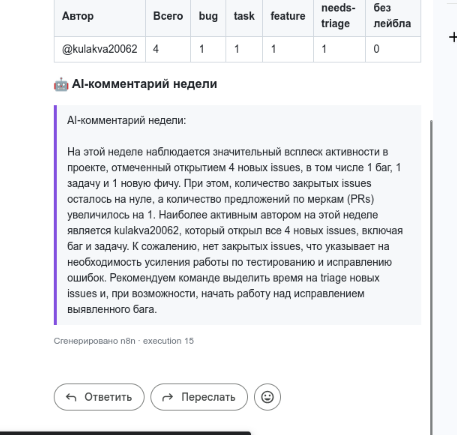 Автор Всего bug task feature needs-triage без лейбла
@kulakva20062 4 1 1 1 1 0
🤖 AI-комментарий недели
AI-комментарий недели:
На этой неделе наблюдается значительный всплеск активности в
проекте, отмеченный открытием 4 новых issues, в том числе 1 баг, 1
задачу и 1 новую фичу. При этом, количество закрытых issues
осталось на нуле, а количество предложений по меркам (PRs)
увеличилось на 1. Наиболее активным автором на этой неделе
является kulakva20062, который открыл все 4 новых issues, включая
баг и задачу. К сожалению, нет закрытых issues, что указывает на
необходимость усиления работы по тестированию и исправлению
ошибок. Рекомендуем команде выделить время на triage новых
issues и, при возможности, начать работу над исправлением
выявленного бага.
Сгенерировано n8n · execution 15
Ответить Переслать